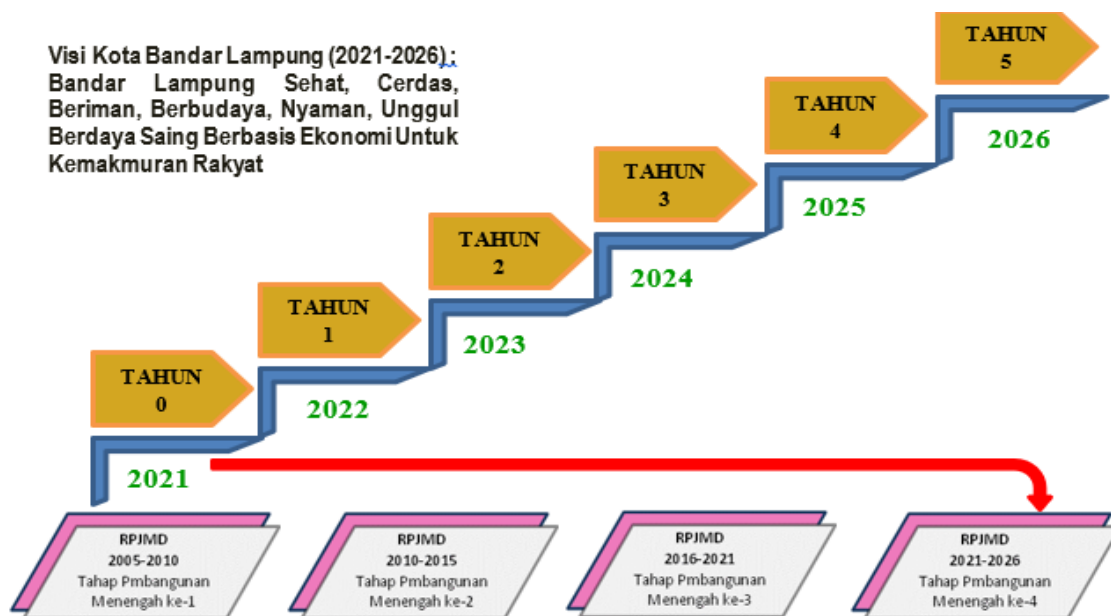 Visi Kota Bandar Lampung (2021-2026) :
Bandar Lampung Sehat, Cerdas,
Beriman, Berbudaya, Nyaman, Unggul
Berdaya Saing Berbasis Ekonomi Untuk
Kemakmuran Rakyat
TAHUN
0
2021
TAHUN
1
2022
TAHUN
2
2023
TAHUN
3
2024
TAHUN
4
2025
TAHUN
5
2026
RPJMD
2005-2010
Tahap Pmbangunan
Menengah ke-1
RPJMD
2010-2015
Tahap Pmbangunan
Menengah ke-2
RPJMD
2016-2021
Tahap Pmbangunan
Menengah ke-3
RPJMD
2021-2026
Tahap Pmbangunan
Menengah ke-4